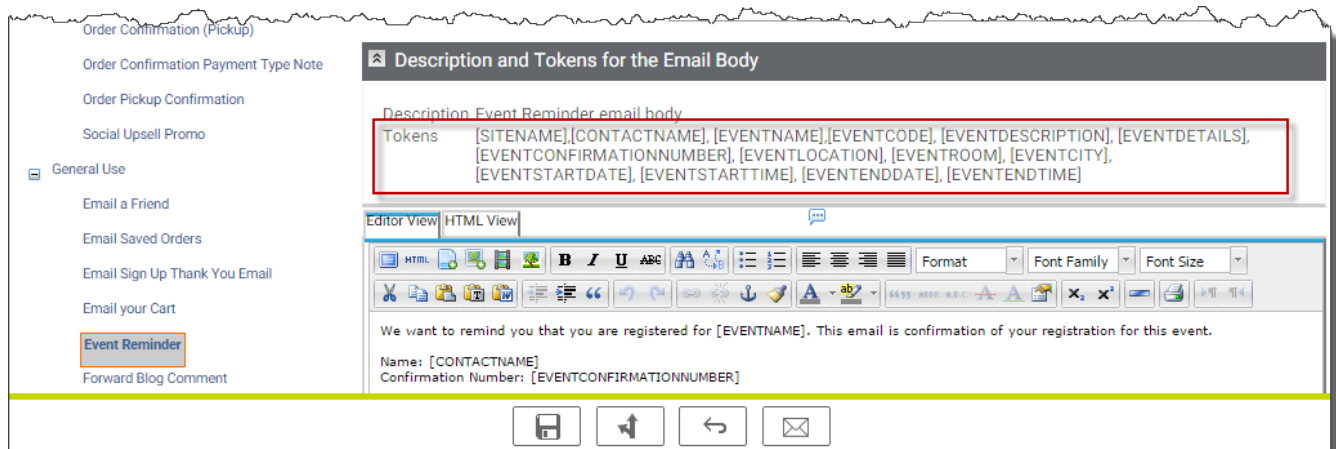 Order Confirmation (Pickup)
Order Confirmation Payment Type Note
Order Pickup Confirmation
Social Upsell Promo
General Use
Email a Friend
Email Saved Orders
Email Sign Up Thank You Email
Email your Cart
Event Reminder
Forward Blog Comment
Description and Tokens for the Email Body
Description Event Reminder email body
Tokens [SITENAME],[CONTACTNAME], [EVENTNAME],[EVENTCODE], [EVENTDESCRIPTION], [EVENTDETAILS],
[EVENTCONFIRMATIONNUMBER], [EVENTLOCATION], [EVENTROOM], [EVENTCITY],
[EVENTSTARTDATE], [EVENTSTARTTIME], [EVENTENDDATE], [EVENTENDTIME]
Editor View HTML View
HTML B I U ABC Format Font Family Font Size
A ab A.B.C. A A x₂ x²
We want to remind you that you are registered for [EVENTNAME]. This email is confirmation of your registration for this event.
Name: [CONTACTNAME]
Confirmation Number: [EVENTCONFIRMATIONNUMBER]